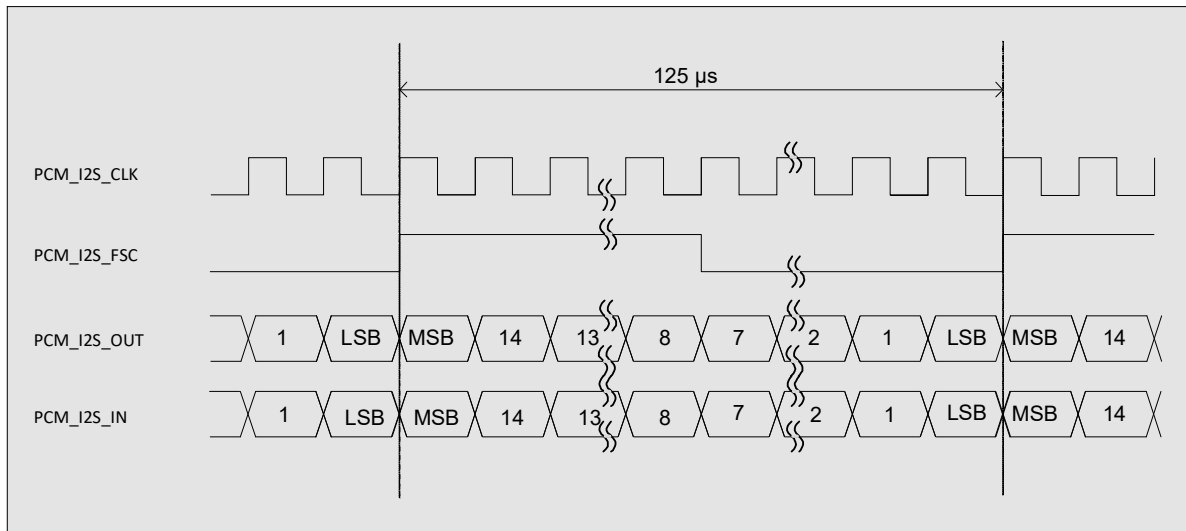 125 µs
PCM_I2S_CLK
PCM_I2S_FSC
PCM_I2S_OUT 1 LSB MSB 14 13 8 7 2 1 LSB MSB 14
PCM_I2S_IN 1 LSB MSB 14 13 8 7 2 1 LSB MSB 14